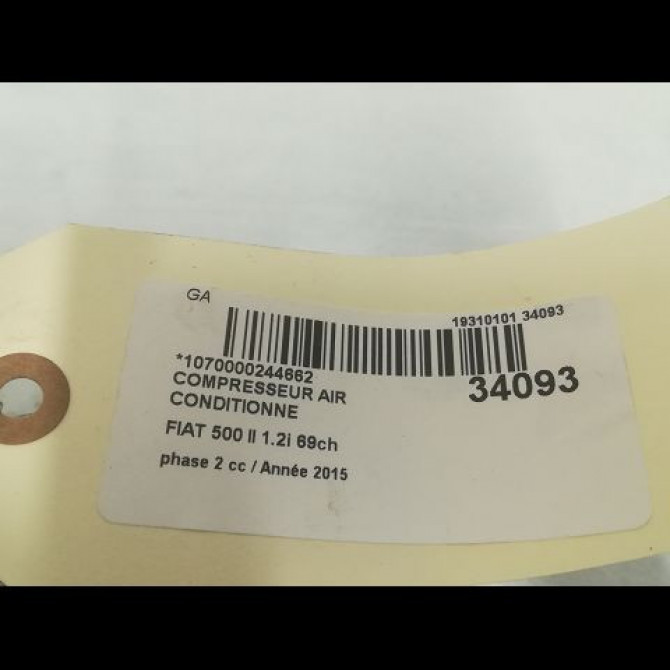 GA
19310101 34093
*1070000244662
34093
COMPRESSEUR AIR
CONDITIONNE
FIAT 500 II 1.2i 69ch
phase 2 cc / Année 2015